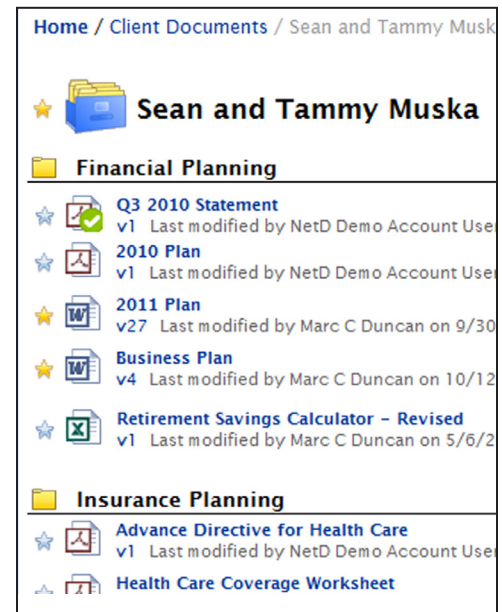 Home / Client Documents / Sean and Tammy Musk
Sean and Tammy Muska
Financial Planning
Q3 2010 Statement
v1 Last modified by NetD Demo Account User
2010 Plan
v1 Last modified by NetD Demo Account User
2011 Plan
v27 Last modified by Marc C Duncan on 9/30
Business Plan
v4 Last modified by Marc C Duncan on 10/12
Retirement Savings Calculator – Revised
v1 Last modified by Marc C Duncan on 5/6/2
Insurance Planning
Advance Directive for Health Care
v1 Last modified by NetD Demo Account User
Health Care Coverage Worksheet